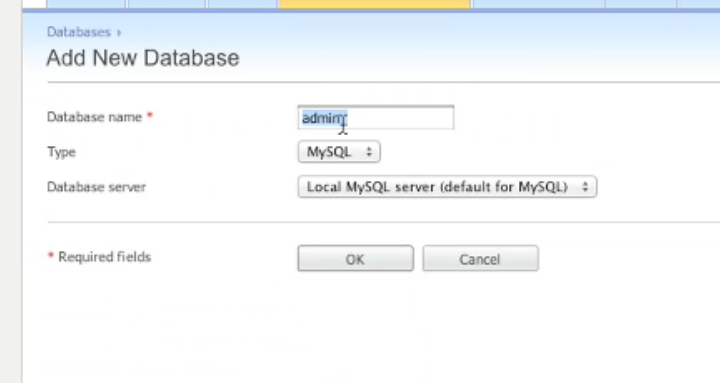 Databases ›
Add New Database
Database name * admin
Type MySQL
Database server Local MySQL server (default for MySQL)
* Required fields OK Cancel